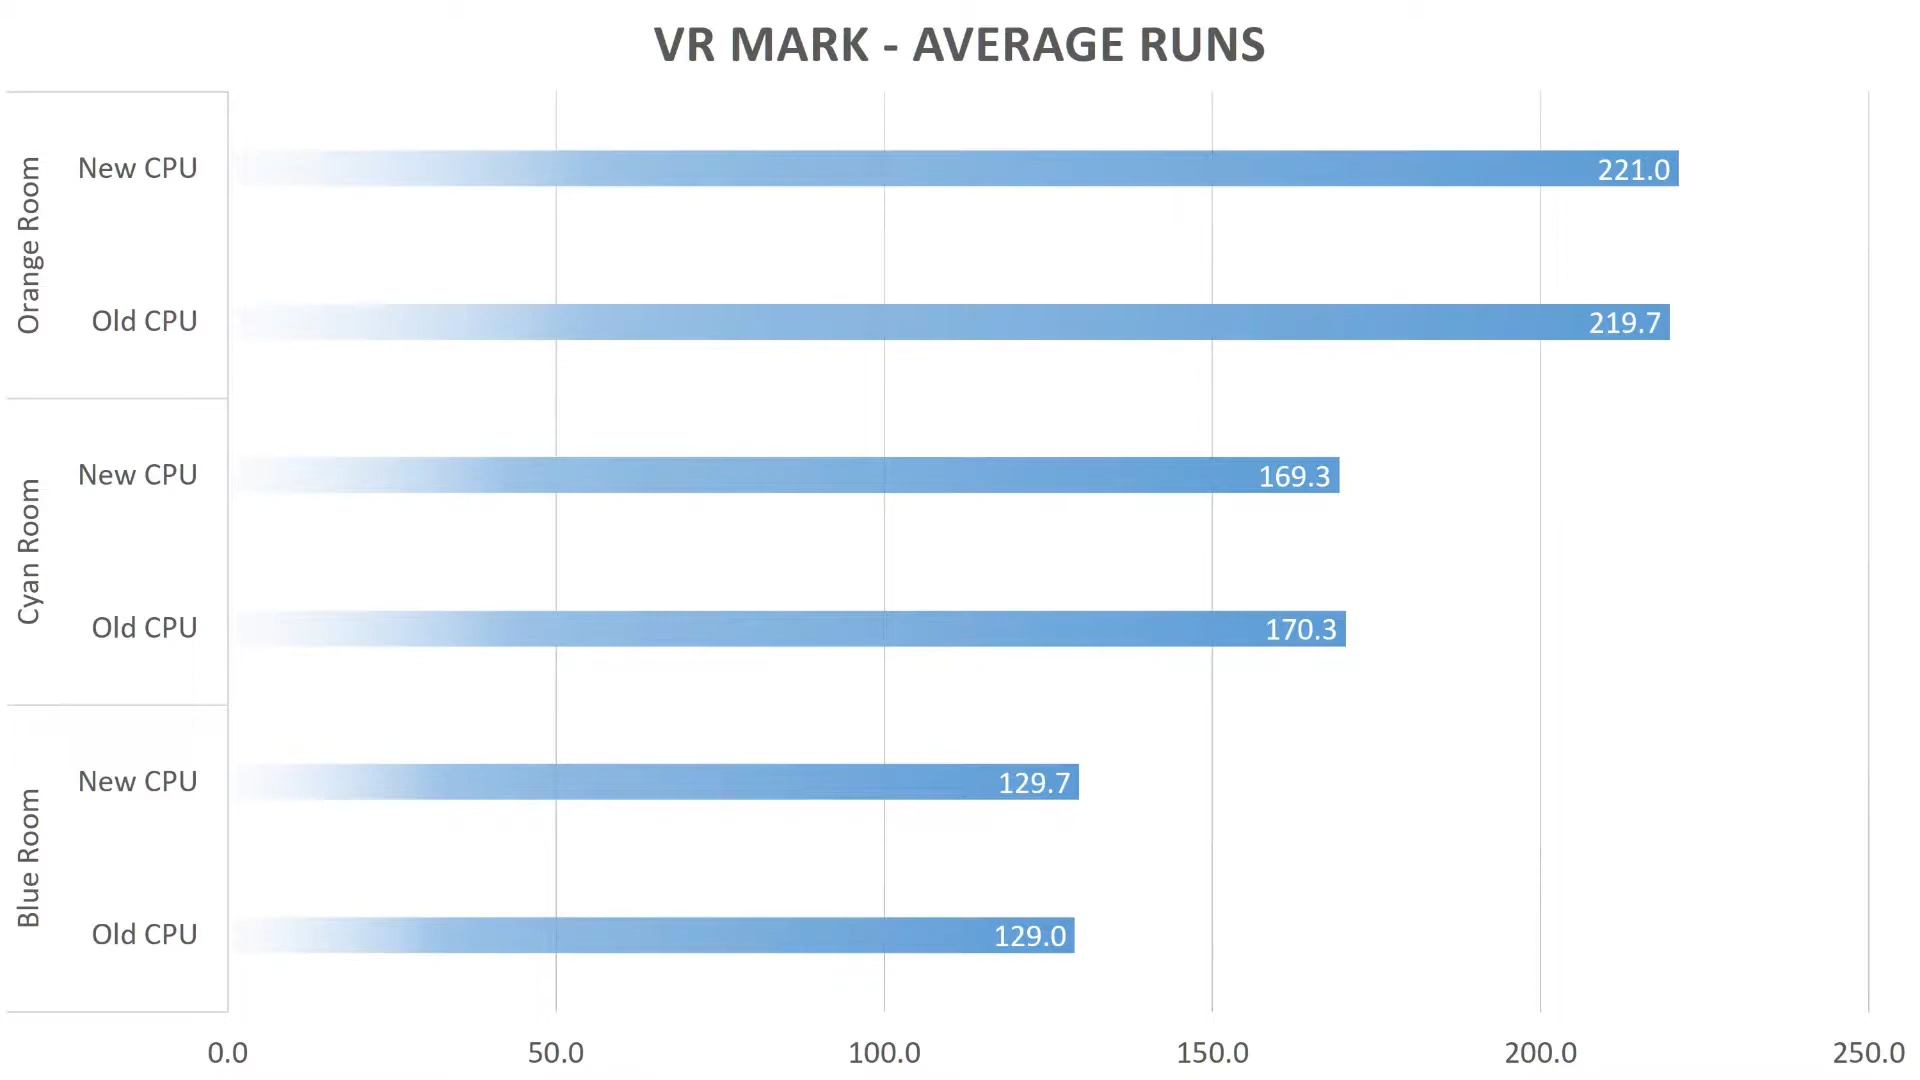 VR MARK - AVERAGE RUNS
Orange Room
New CPU
221.0
Old CPU
219.7
Cyan Room
New CPU
169.3
Old CPU
170.3
Blue Room
New CPU
129.7
Old CPU
129.0
0.0 50.0 100.0 150.0 200.0 250.0